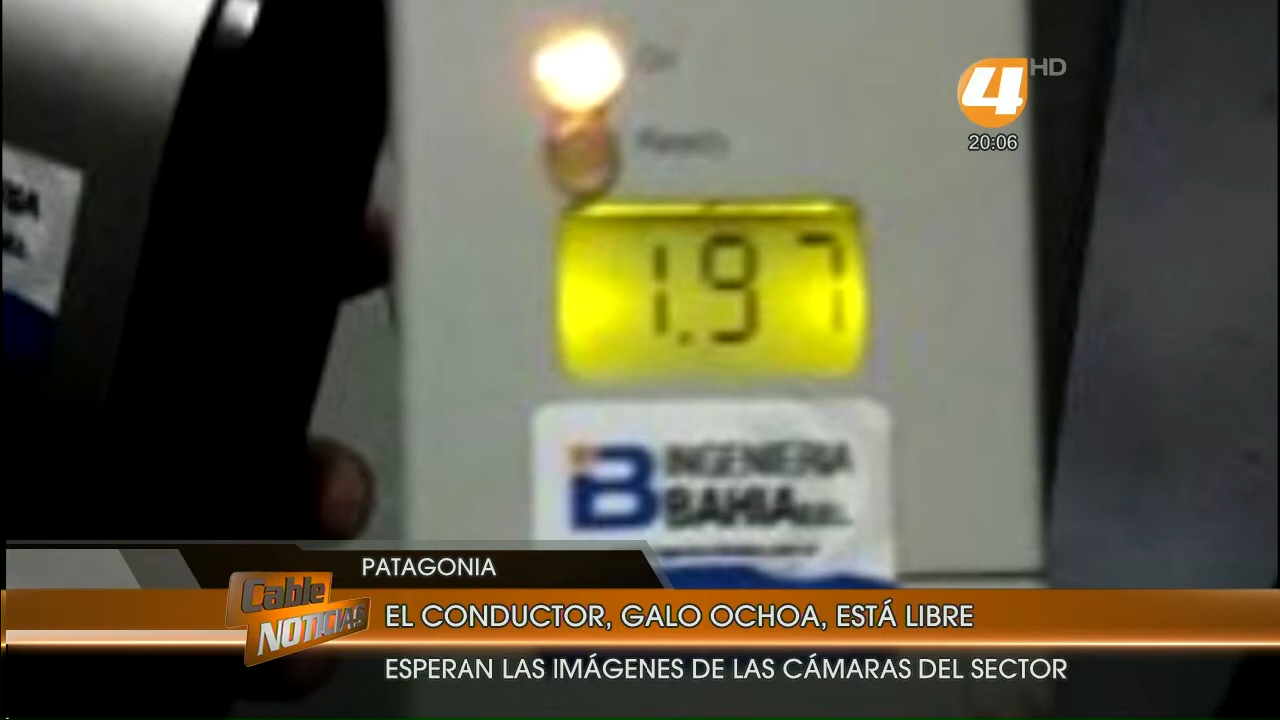 4 HD
20:06
1.97
B INGENIERIA
BAHIA
PATAGONIA
Cable
NOTICIAS
EL CONDUCTOR, GALO OCHOA, ESTÁ LIBRE
ESPERAN LAS IMÁGENES DE LAS CÁMARAS DEL SECTOR